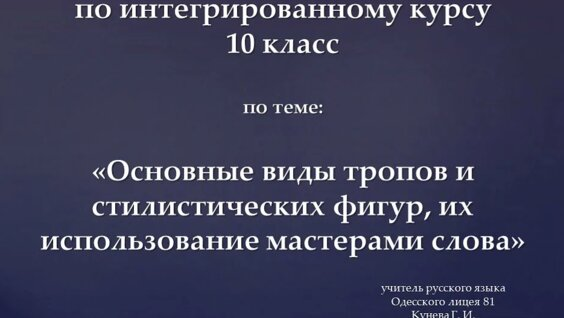 по интегрированному курсу
10 класс
по теме:
«Основные виды тропов и
стилистических фигур, их
использование мастерами слова»
учитель русского языка
Одесского лицея 81
Кунева Г. И.